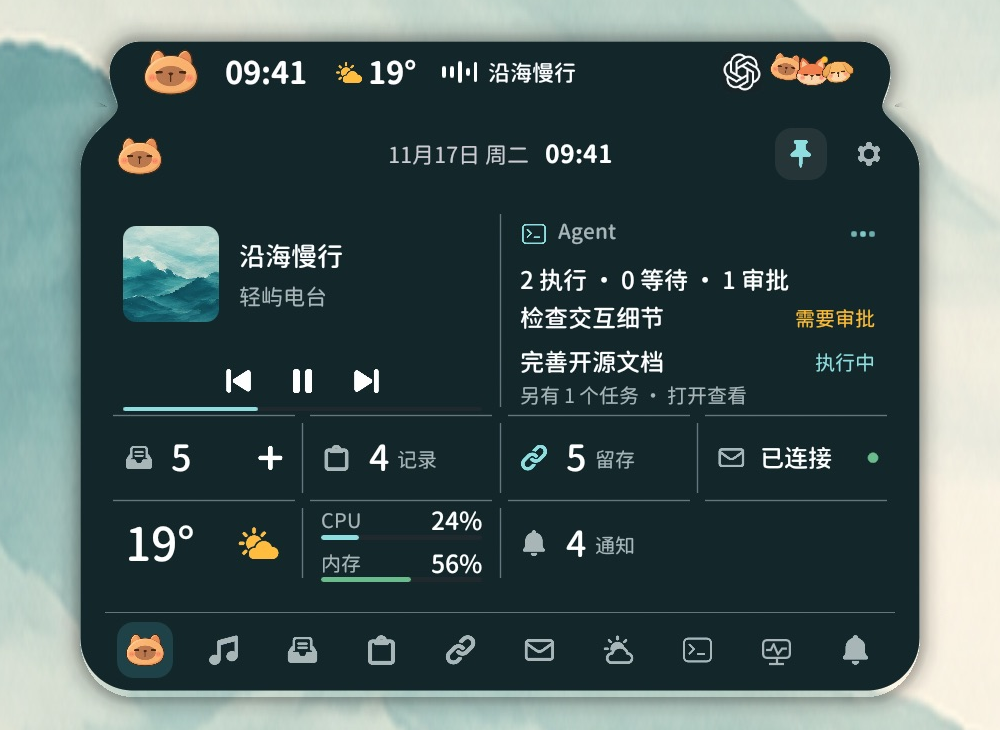 09:41 19° 沿海慢行
11月17日 周二 09:41
沿海慢行
轻屿电台
Agent
2 执行 · 0 等待 · 1 审批
检查交互细节 需要审批
完善开源文档 执行中
另有 1 个任务 · 打开查看
5 +
4 记录
5 留存
已连接
19°
CPU 24%
内存 56%
4 通知